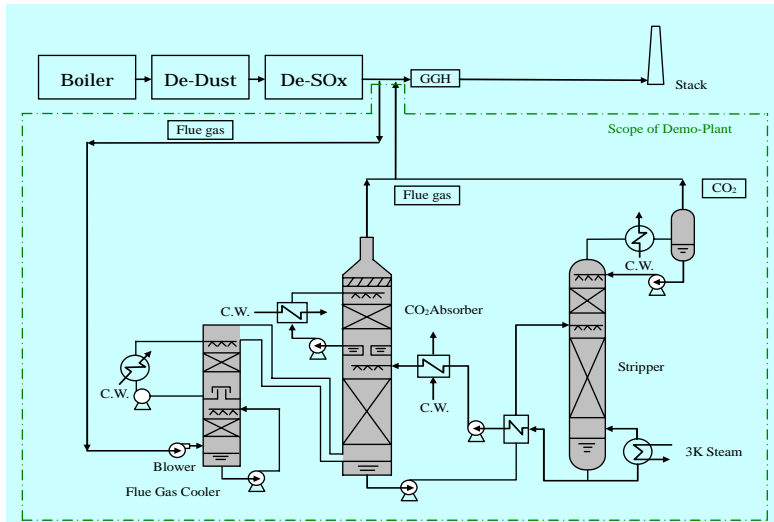 Boiler
De-Dust
De-SOx
GGH
Stack
Flue gas
Scope of Demo-Plant
Flue gas
CO₂
C.W.
C.W.
CO₂Absorber
Stripper
C.W.
C.W.
3K Steam
Blower
Flue Gas Cooler